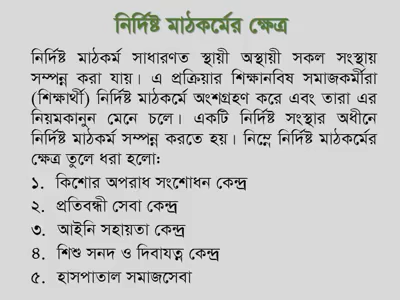 নির্দিষ্ট মাঠকর্মের ক্ষেত্র
নির্দিষ্ট মাঠকর্ম সাধারণত স্থায়ী অস্থায়ী সকল সংস্থায়
সম্পন্ন করা যায়। এ প্রক্রিয়ার শিক্ষানবিষ সমাজকর্মীরা
(শিক্ষার্থী) নির্দিষ্ট মাঠকর্মে অংশগ্রহণ করে এবং তারা এর
নিয়মকানুন মেনে চলে। একটি নির্দিষ্ট সংস্থার অধীনে
নির্দিষ্ট মাঠকর্ম সম্পন্ন করতে হয়। নিম্নে নির্দিষ্ট মাঠকর্মের
ক্ষেত্র তুলে ধরা হলো:
১. কিশোর অপরাধ সংশোধন কেন্দ্র
২. প্রতিবন্ধী সেবা কেন্দ্র
৩. আইনি সহায়তা কেন্দ্র
৪. শিশু সনদ ও দিবাযত্ন কেন্দ্র
৫. হাসপাতাল সমাজসেবা